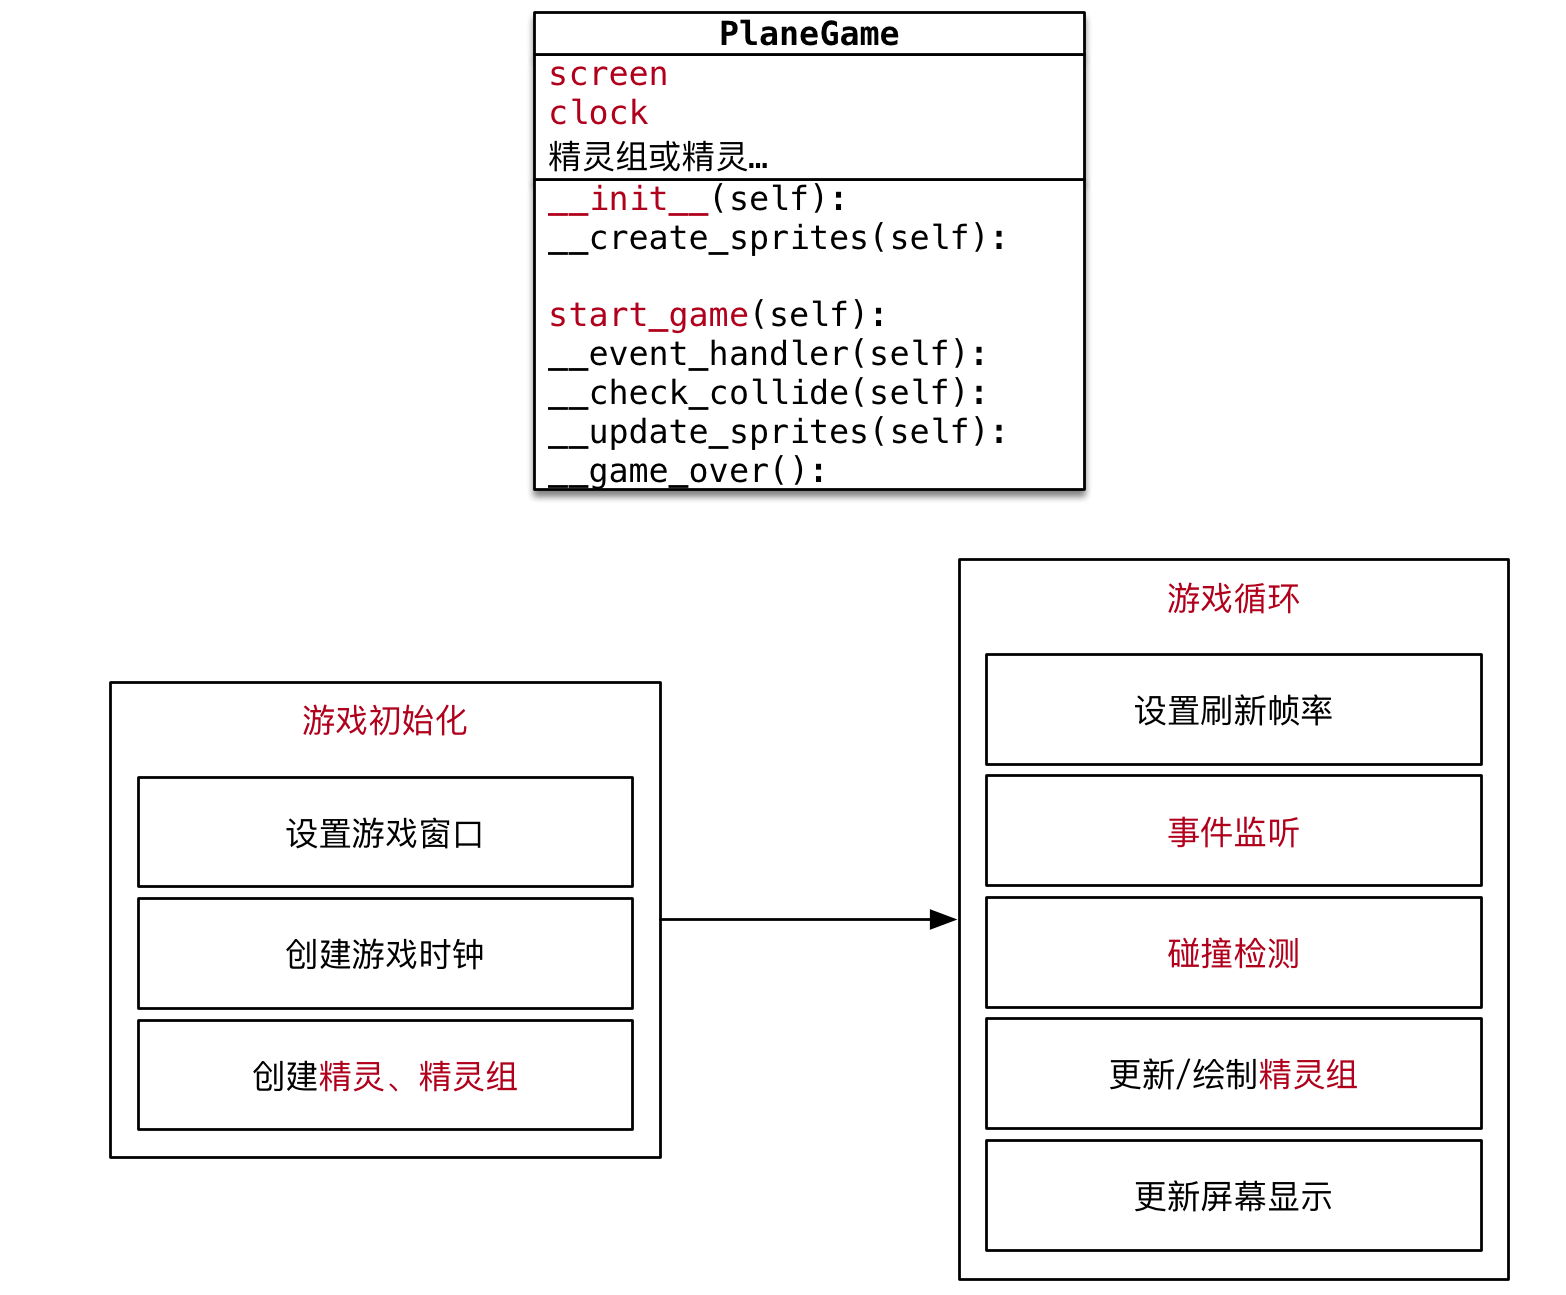 PlaneGame
screen
clock
精灵组或精灵…
__init__(self):
__create_sprites(self):
start_game(self):
__event_handler(self):
__check_collide(self):
__update_sprites(self):
__game_over():
游戏初始化
设置游戏窗口
创建游戏时钟
创建精灵、精灵组
游戏循环
设置刷新帧率
事件监听
碰撞检测
更新/绘制精灵组
更新屏幕显示